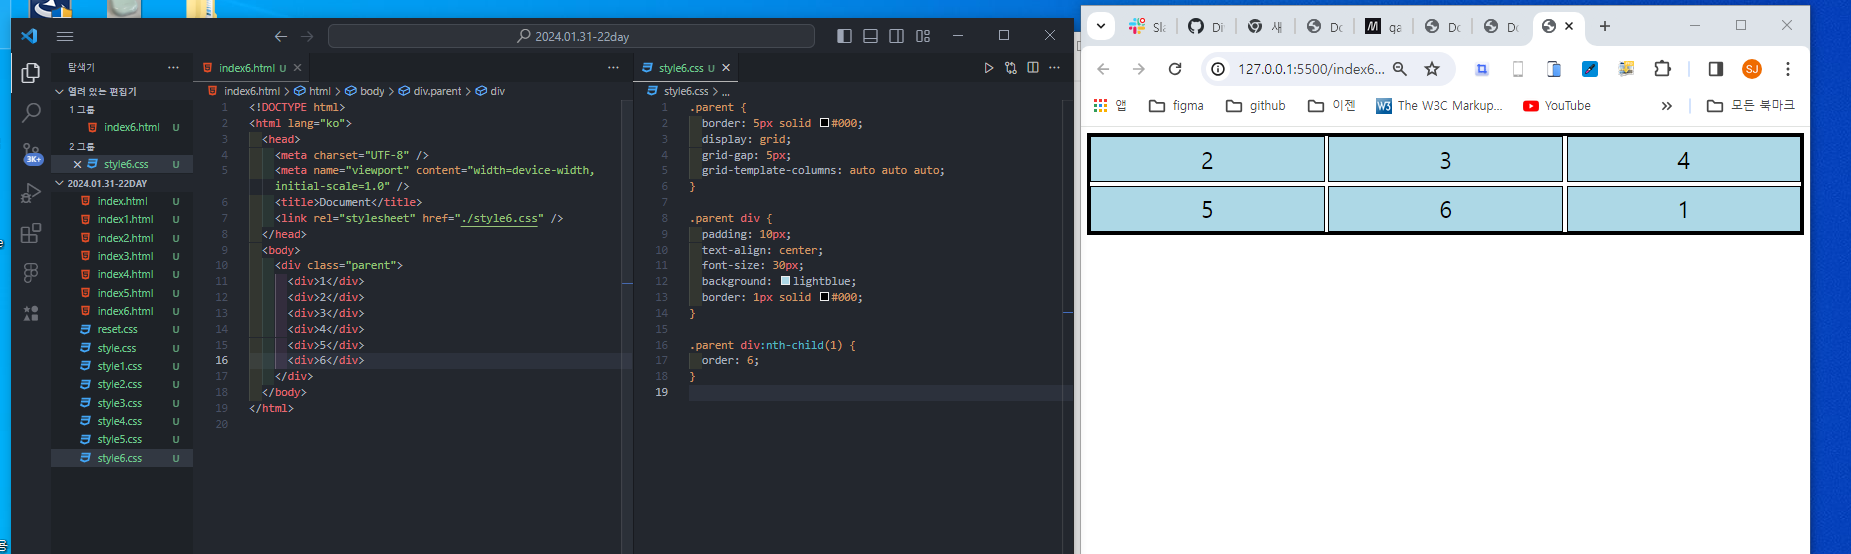 2024.01.31-22day
탐색기
열려 있는 편집기
1 그룹
index6.html U
2 그룹
style6.css U
2024.01.31-22DAY
index.html U
index1.html U
index2.html U
index3.html U
index4.html U
index5.html U
index6.html U
reset.css U
style.css U
style1.css U
style2.css U
style3.css U
style4.css U
style5.css U
style6.css U
3K+
index6.html U
index6.html > html > body > div.parent > div
1 <!DOCTYPE html>
2 <html lang="ko">
3 <head>
4 <meta charset="UTF-8" />
5 <meta name="viewport" content="width=device-width,
initial-scale=1.0" />
6 <title>Document</title>
7 <link rel="stylesheet" href="./style6.css" />
8 </head>
9 <body>
10 <div class="parent">
11 <div>1</div>
12 <div>2</div>
13 <div>3</div>
14 <div>4</div>
15 <div>5</div>
16 <div>6</div>
17 </div>
18 </body>
19 </html>
20
style6.css U
style6.css > ...
1 .parent {
2 border: 5px solid #000;
3 display: grid;
4 grid-gap: 5px;
5 grid-template-columns: auto auto auto;
6 }
7
8 .parent div {
9 padding: 10px;
10 text-align: center;
11 font-size: 30px;
12 background: lightblue;
13 border: 1px solid #000;
14 }
15
16 .parent div:nth-child(1) {
17 order: 6;
18 }
19
Sla Di 새 Do qa Do Do
127.0.0.1:5500/index6...
SJ
앱 figma github 이젠 W3 The W3C Markup... YouTube » 모든 북마크
2 3 4
5 6 1